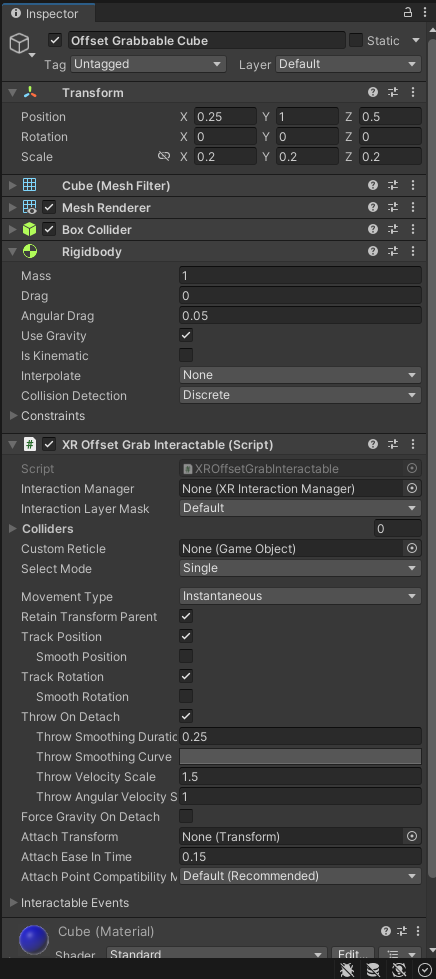 Inspector
Offset Grabbable Cube Static
Tag Untagged Layer Default
Transform
Position X 0.25 Y 1 Z 0.5
Rotation X 0 Y 0 Z 0
Scale X 0.2 Y 0.2 Z 0.2
Cube (Mesh Filter)
Mesh Renderer
Box Collider
Rigidbody
Mass 1
Drag 0
Angular Drag 0.05
Use Gravity
Is Kinematic
Interpolate None
Collision Detection Discrete
Constraints
# XR Offset Grab Interactable (Script)
Script XROffsetGrabInteractable
Interaction Manager None (XR Interaction Manager)
Interaction Layer Mask Default
Colliders 0
Custom Reticle None (Game Object)
Select Mode Single
Movement Type Instantaneous
Retain Transform Parent
Track Position
Smooth Position
Track Rotation
Smooth Rotation
Throw On Detach
Throw Smoothing Duratio 0.25
Throw Smoothing Curve
Throw Velocity Scale 1.5
Throw Angular Velocity S 1
Force Gravity On Detach
Attach Transform None (Transform)
Attach Ease In Time 0.15
Attach Point Compatibility M Default (Recommended)
Interactable Events
Cube (Material)
Shader Standard Edit...